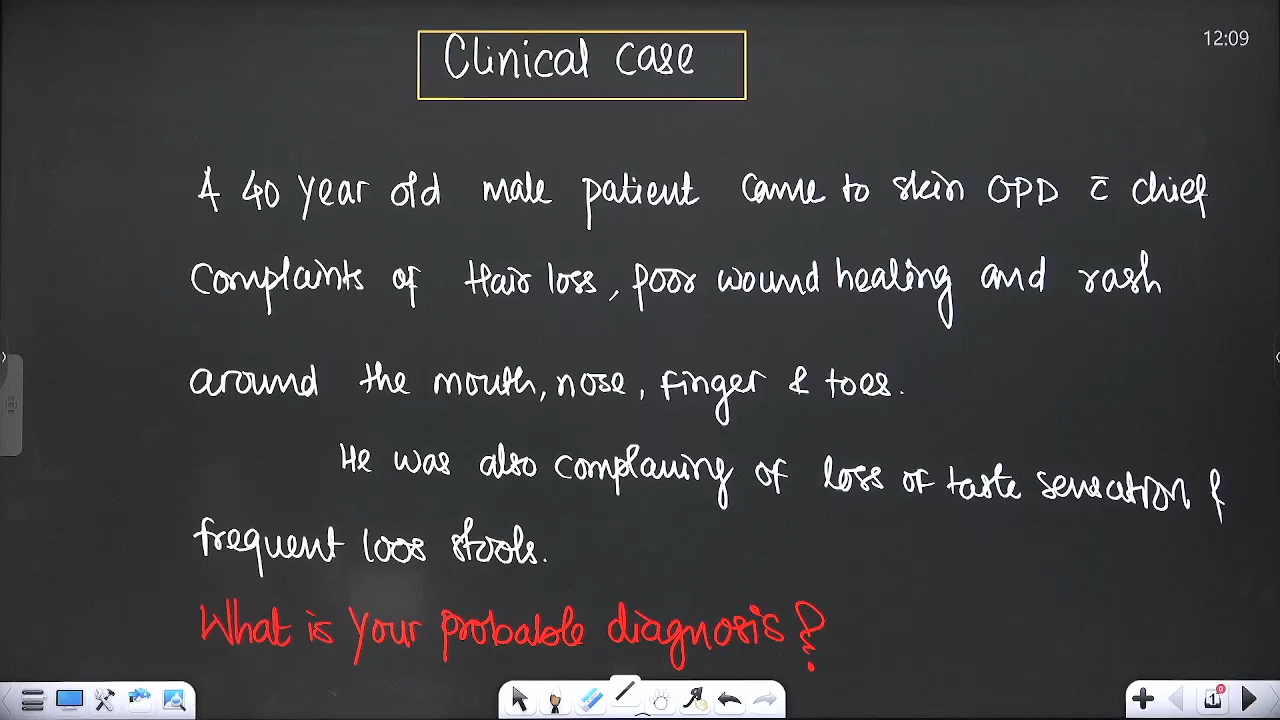 12:09
Clinical case
A 40 year old male patient came to skin OPD c̄ chief
complaints of Hair loss, poor wound healing and rash
around the mouth, nose, finger & toes.
He was also complaining of loss of taste sensation &
frequent loos stools.
What is your probable diagnosis?